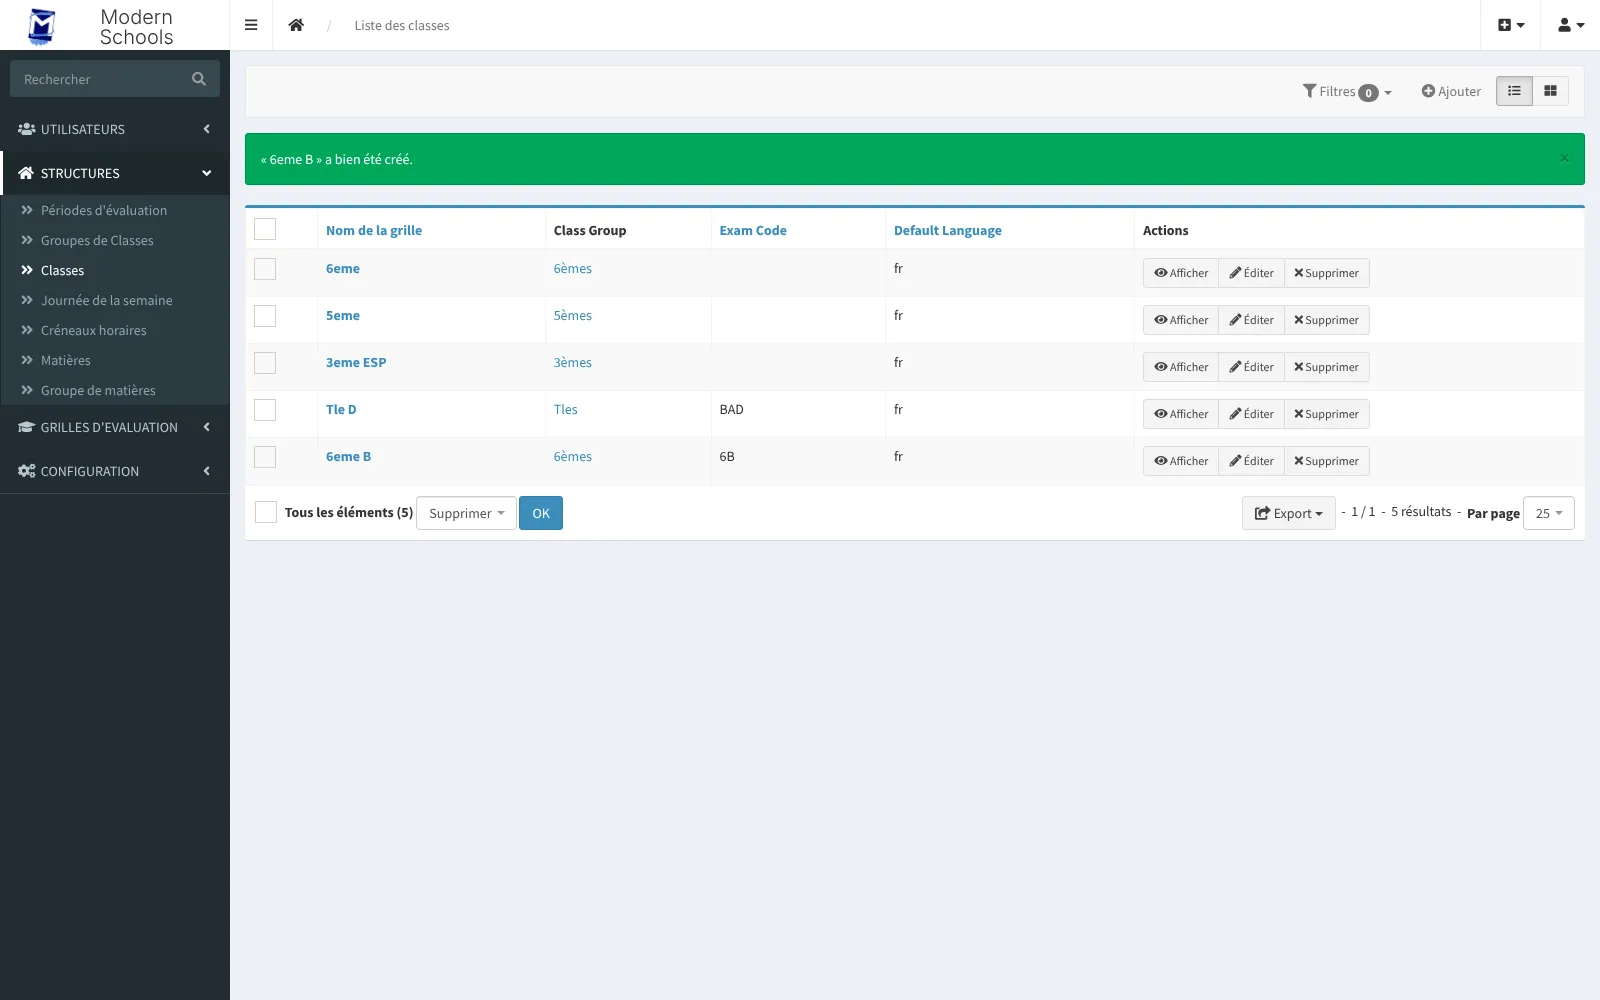 Modern
Schools
/ Liste des classes
Rechercher
UTILISATEURS
STRUCTURES
Périodes d'évaluation
Groupes de Classes
Classes
Journée de la semaine
Créneaux horaires
Matières
Groupe de matières
GRILLES D'EVALUATION
CONFIGURATION
Filtres 0 Ajouter
« 6eme B » a bien été créé. ×
Nom de la grille Class Group Exam Code Default Language Actions
6eme 6èmes fr Afficher Éditer Supprimer
5eme 5èmes fr Afficher Éditer Supprimer
3eme ESP 3èmes fr Afficher Éditer Supprimer
Tle D Tles BAD fr Afficher Éditer Supprimer
6eme B 6èmes 6B fr Afficher Éditer Supprimer
Tous les éléments (5) Supprimer OK Export - 1 / 1 - 5 résultats - Par page 25